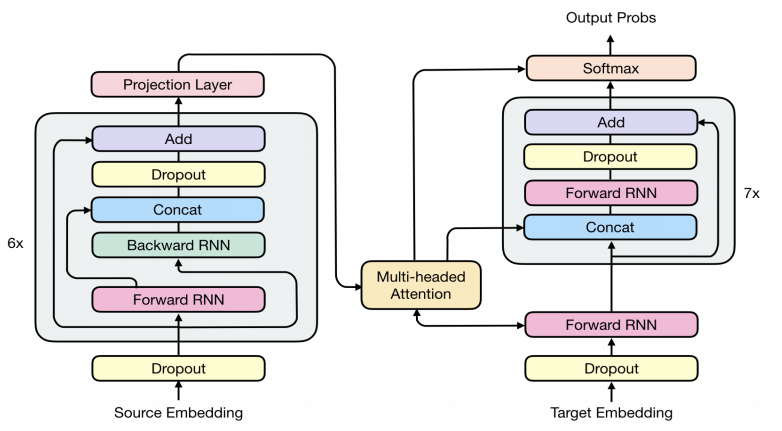 Output Probs
Softmax
Projection Layer
Add
Dropout
Concat
Backward RNN
Forward RNN
6x
Dropout
Source Embedding
Multi-headed
Attention
Add
Dropout
Forward RNN
Concat
7x
Forward RNN
Dropout
Target Embedding